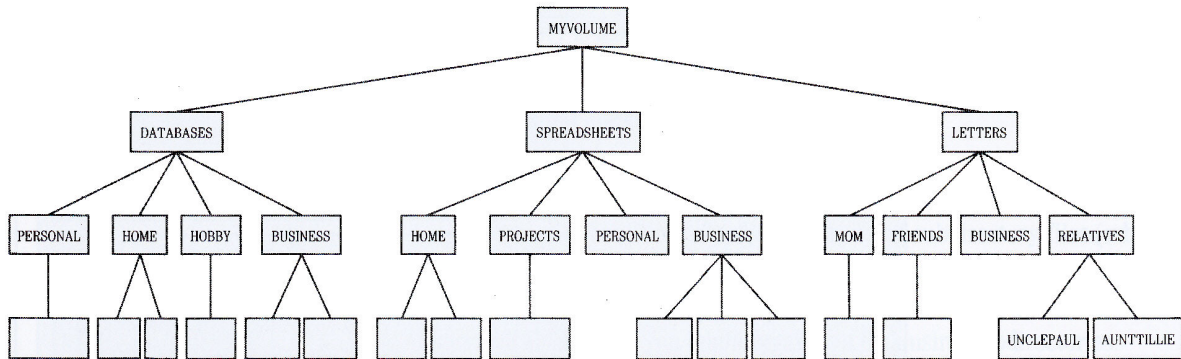 MYVOLUME
DATABASES SPREADSHEETS LETTERS
PERSONAL HOME HOBBY BUSINESS HOME PROJECTS PERSONAL BUSINESS MOM FRIENDS BUSINESS RELATIVES
UNCLEPAUL AUNTTILLIE